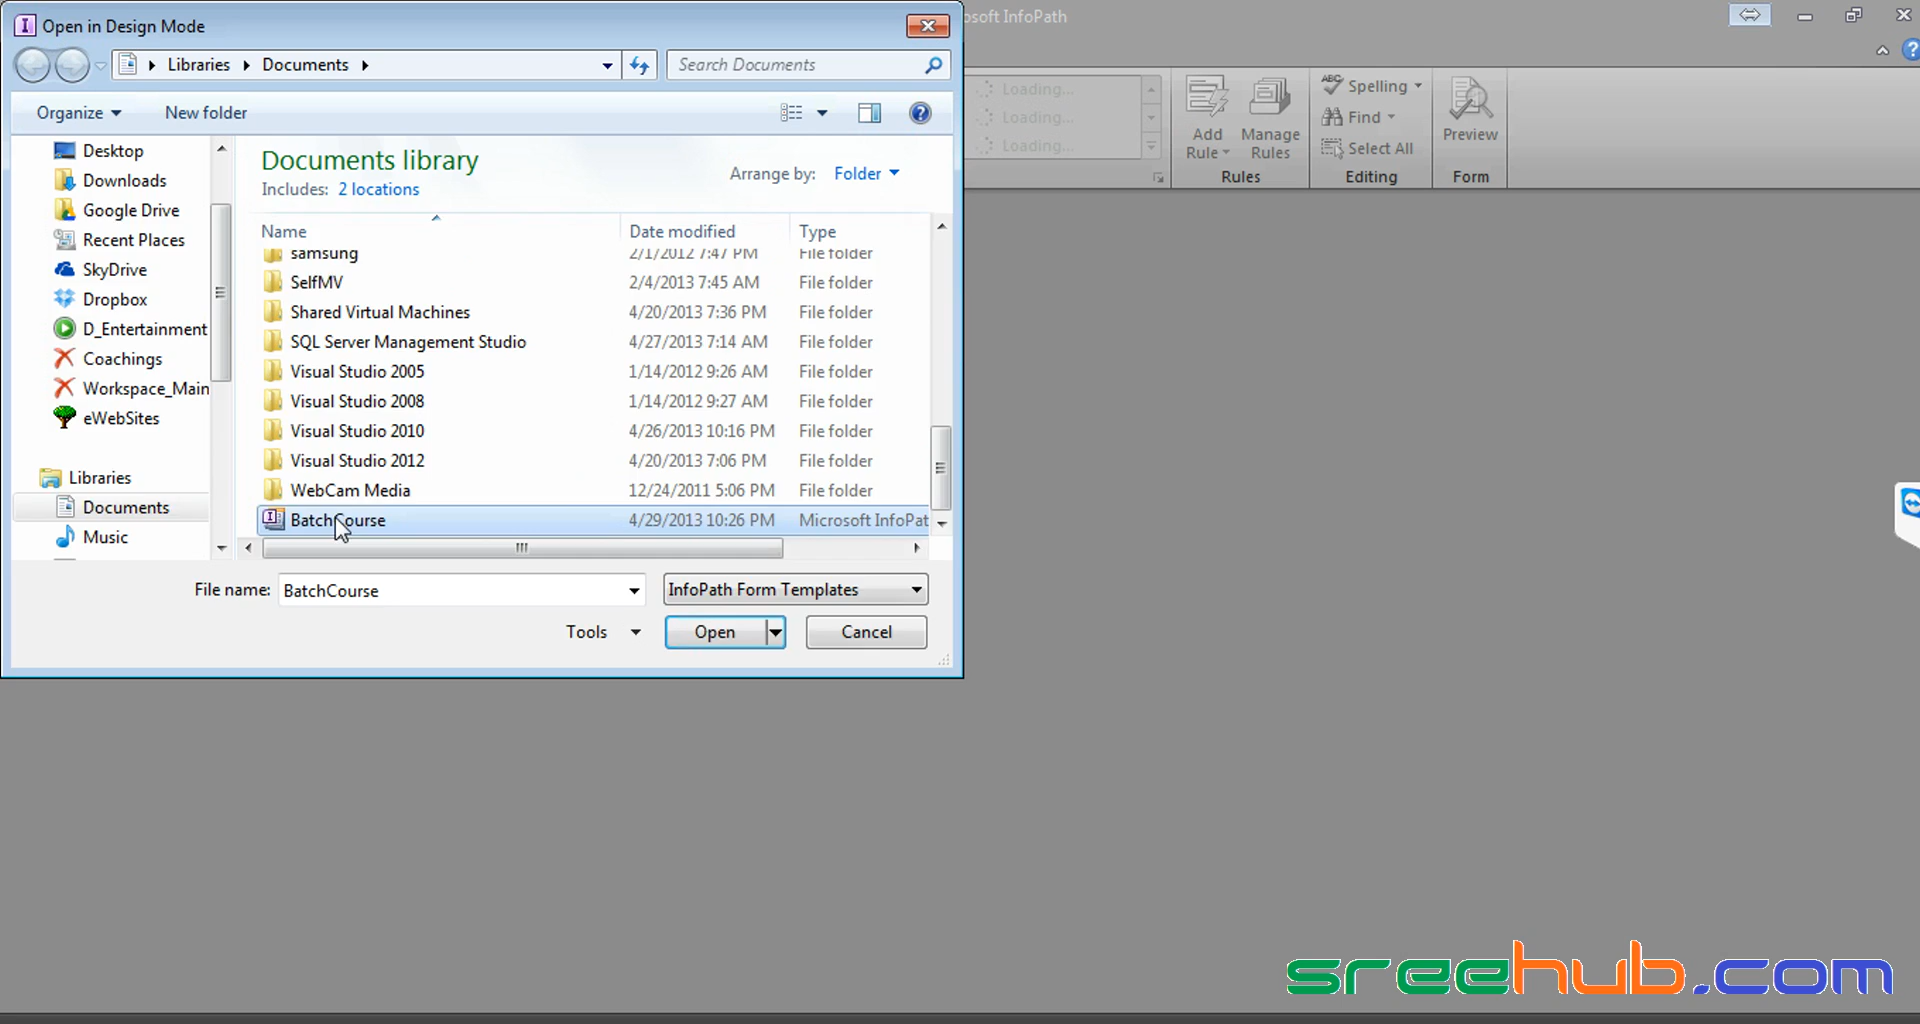 Open in Design Mode
osoft InfoPath
Libraries Documents
Search Documents
Organize
New folder
Desktop
Downloads
Google Drive
Recent Places
SkyDrive
Dropbox
D_Entertainment
Coachings
Workspace_Main
eWebSites
Libraries
Documents
Music
Documents library
Includes: 2 locations
Arrange by: Folder
Name Date modified Type
samsung 2/1/2012 7:47 PM File folder
SelfMV 2/4/2013 7:45 AM File folder
Shared Virtual Machines 4/20/2013 7:36 PM File folder
SQL Server Management Studio 4/27/2013 7:14 AM File folder
Visual Studio 2005 1/14/2012 9:26 AM File folder
Visual Studio 2008 1/14/2012 9:27 AM File folder
Visual Studio 2010 4/26/2013 10:16 PM File folder
Visual Studio 2012 4/20/2013 7:06 PM File folder
WebCam Media 12/24/2011 5:06 PM File folder
BatchCourse 4/29/2013 10:26 PM Microsoft InfoPat
File name: BatchCourse
InfoPath Form Templates
Tools
Open
Cancel
Loading...
Loading...
Loading...
Add
Rule
Manage
Rules
Rules
ABC
Spelling
Find
Select All
Editing
Preview
Form
sreehub.com